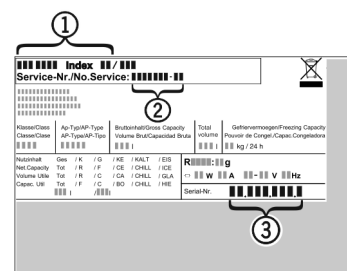 1
Index /
Service-Nr./No.Service: -
2
Klasse/Class Ap-Typ/AP-Type Bruttoinhalt/Gross Capacity Total Gefriervermoegen/Freezing Capacity
Classe/Clase AP-Type/AP-Tipo Volume Brut/Capacidad Bruta volume Pouvoir de Congel./Capac.Congeladora
l l kg / 24 h
Nutzinhalt Ges / K / G / KE / KALT / EIS
Net.Capacity Tot / R / F / CE / CHILL / ICE
Volume Utile Tot / R / C / CA / CHILL / GLA
Capac. Util Tot / F / C / BO / CHILL / HIE
l / l
R : g
W A - V Hz
Serial-Nr. , , ,
3